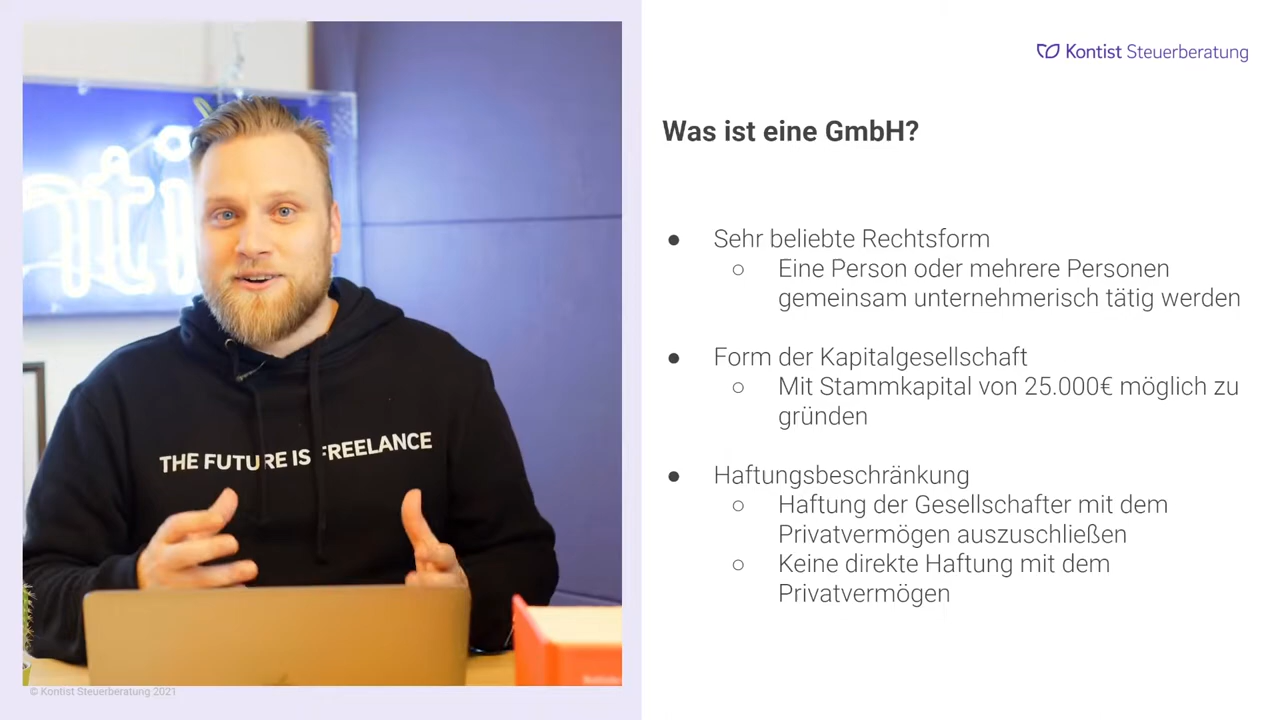 Kontist Steuerberatung
Was ist eine GmbH?
● Sehr beliebte Rechtsform
○ Eine Person oder mehrere Personen
gemeinsam unternehmerisch tätig werden
● Form der Kapitalgesellschaft
○ Mit Stammkapital von 25.000€ möglich zu
gründen
● Haftungsbeschränkung
○ Haftung der Gesellschafter mit dem
Privatvermögen auszuschließen
○ Keine direkte Haftung mit dem
Privatvermögen
THE FUTURE IS FREELANCE
© Kontist Steuerberatung 2021